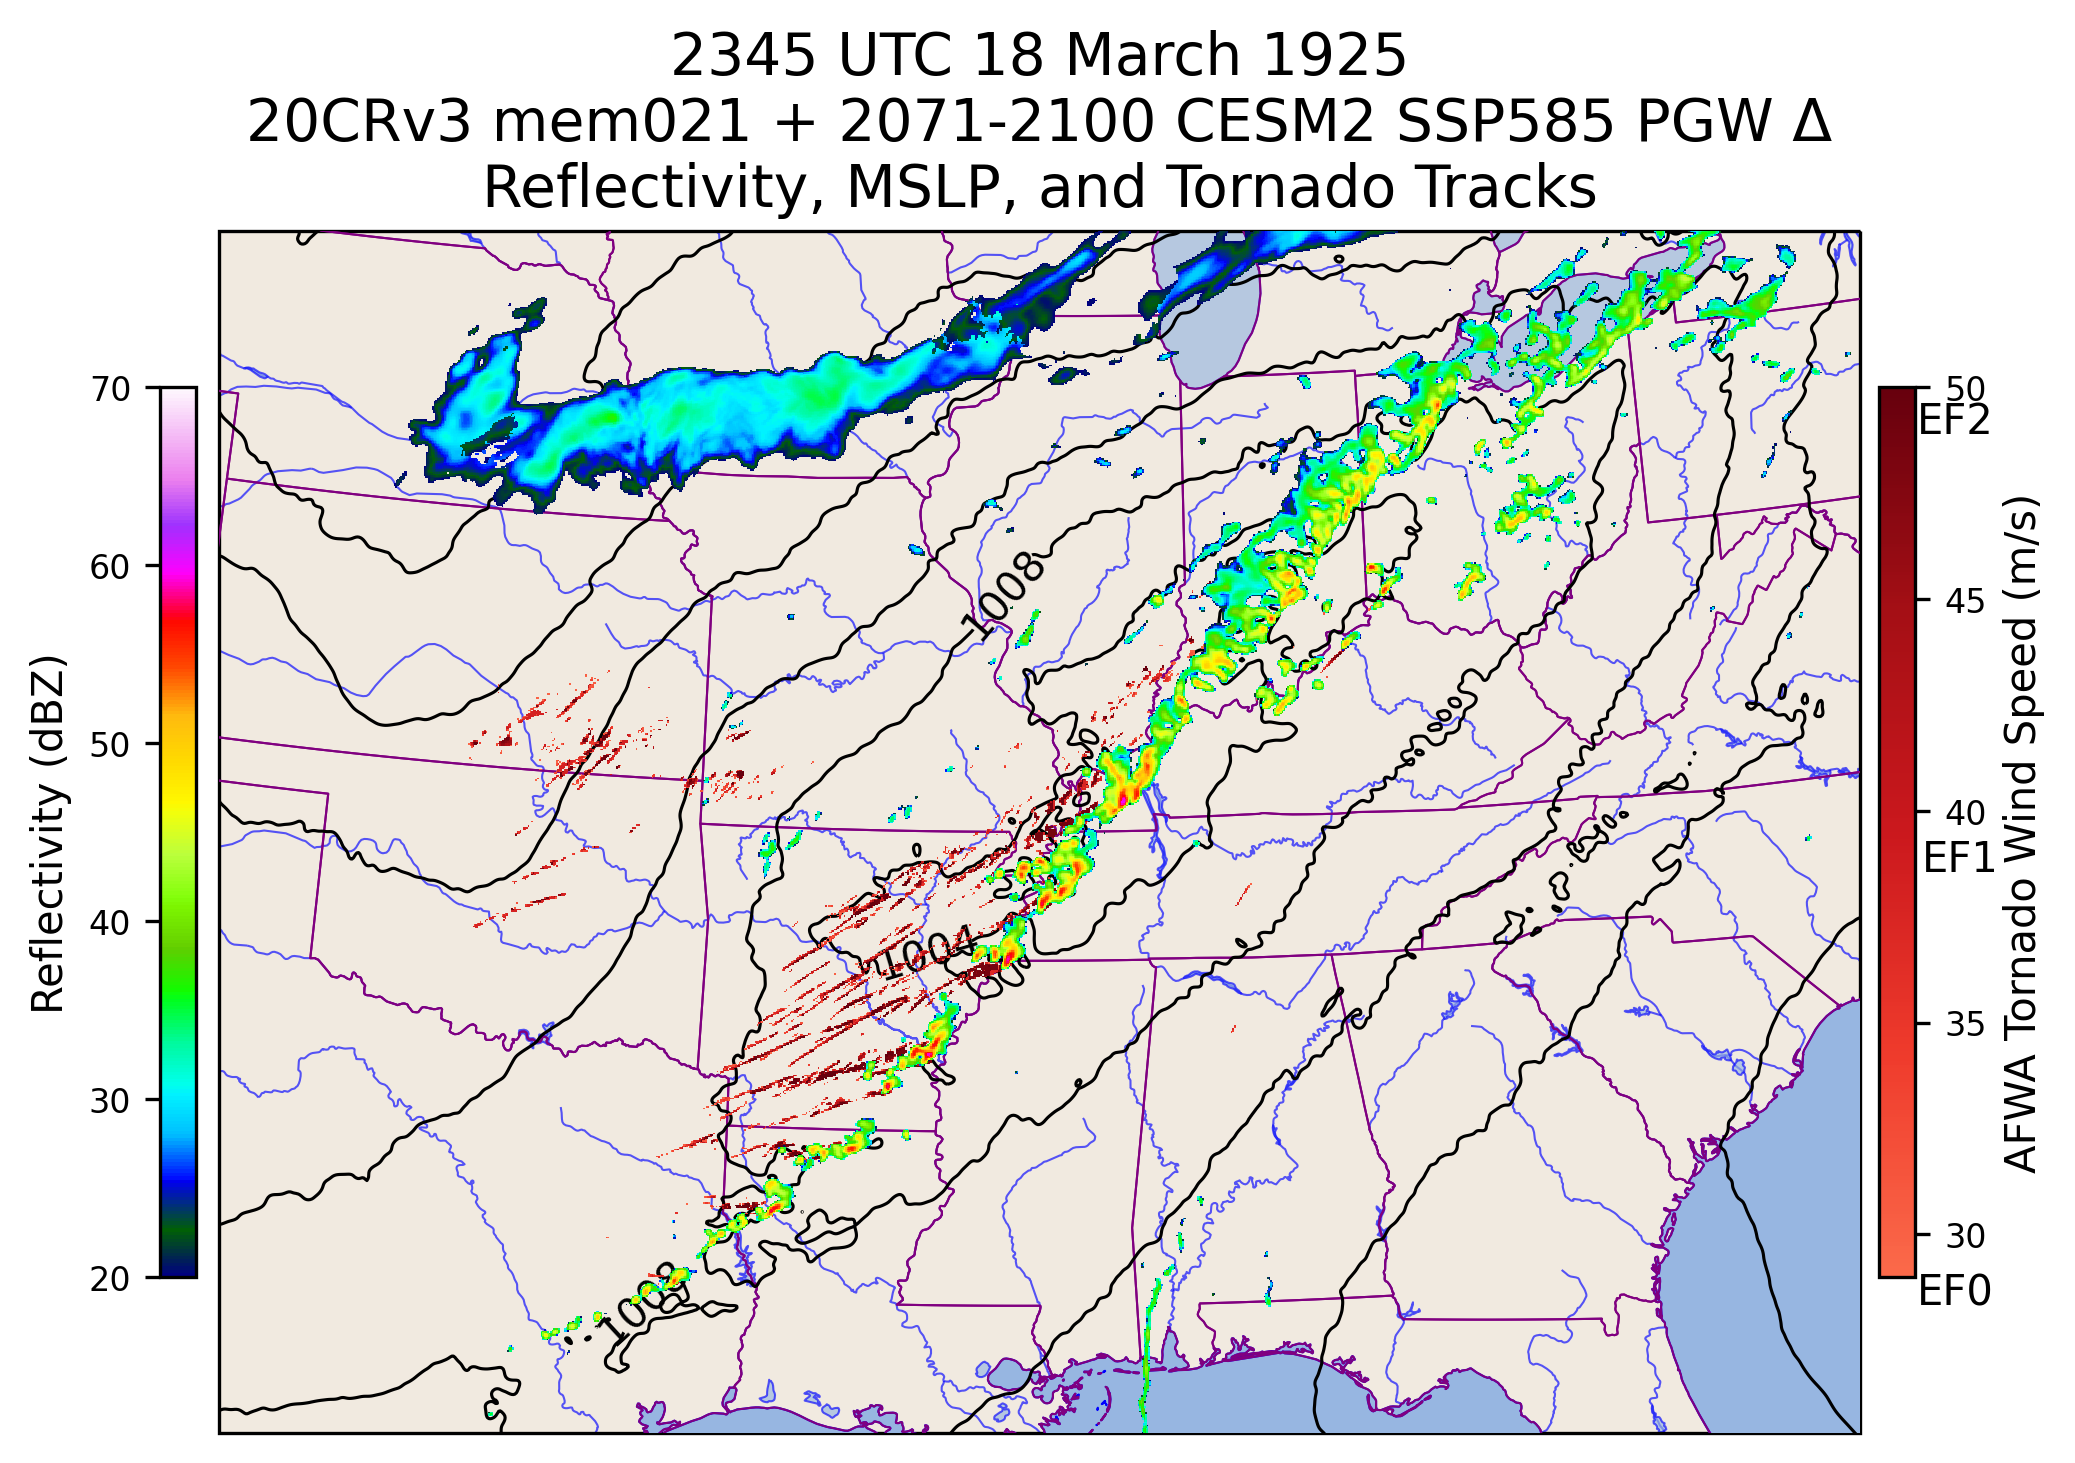 2345 UTC 18 March 1925
20CRv3 mem021 + 2071-2100 CESM2 SSP585 PGW Δ
Reflectivity, MSLP, and Tornado Tracks
70
60
50
40
30
20
Reflectivity (dBZ)
1008
1004
1008
50
EF2
45
40
EF1
35
30
EF0
AFWA Tornado Wind Speed (m/s)